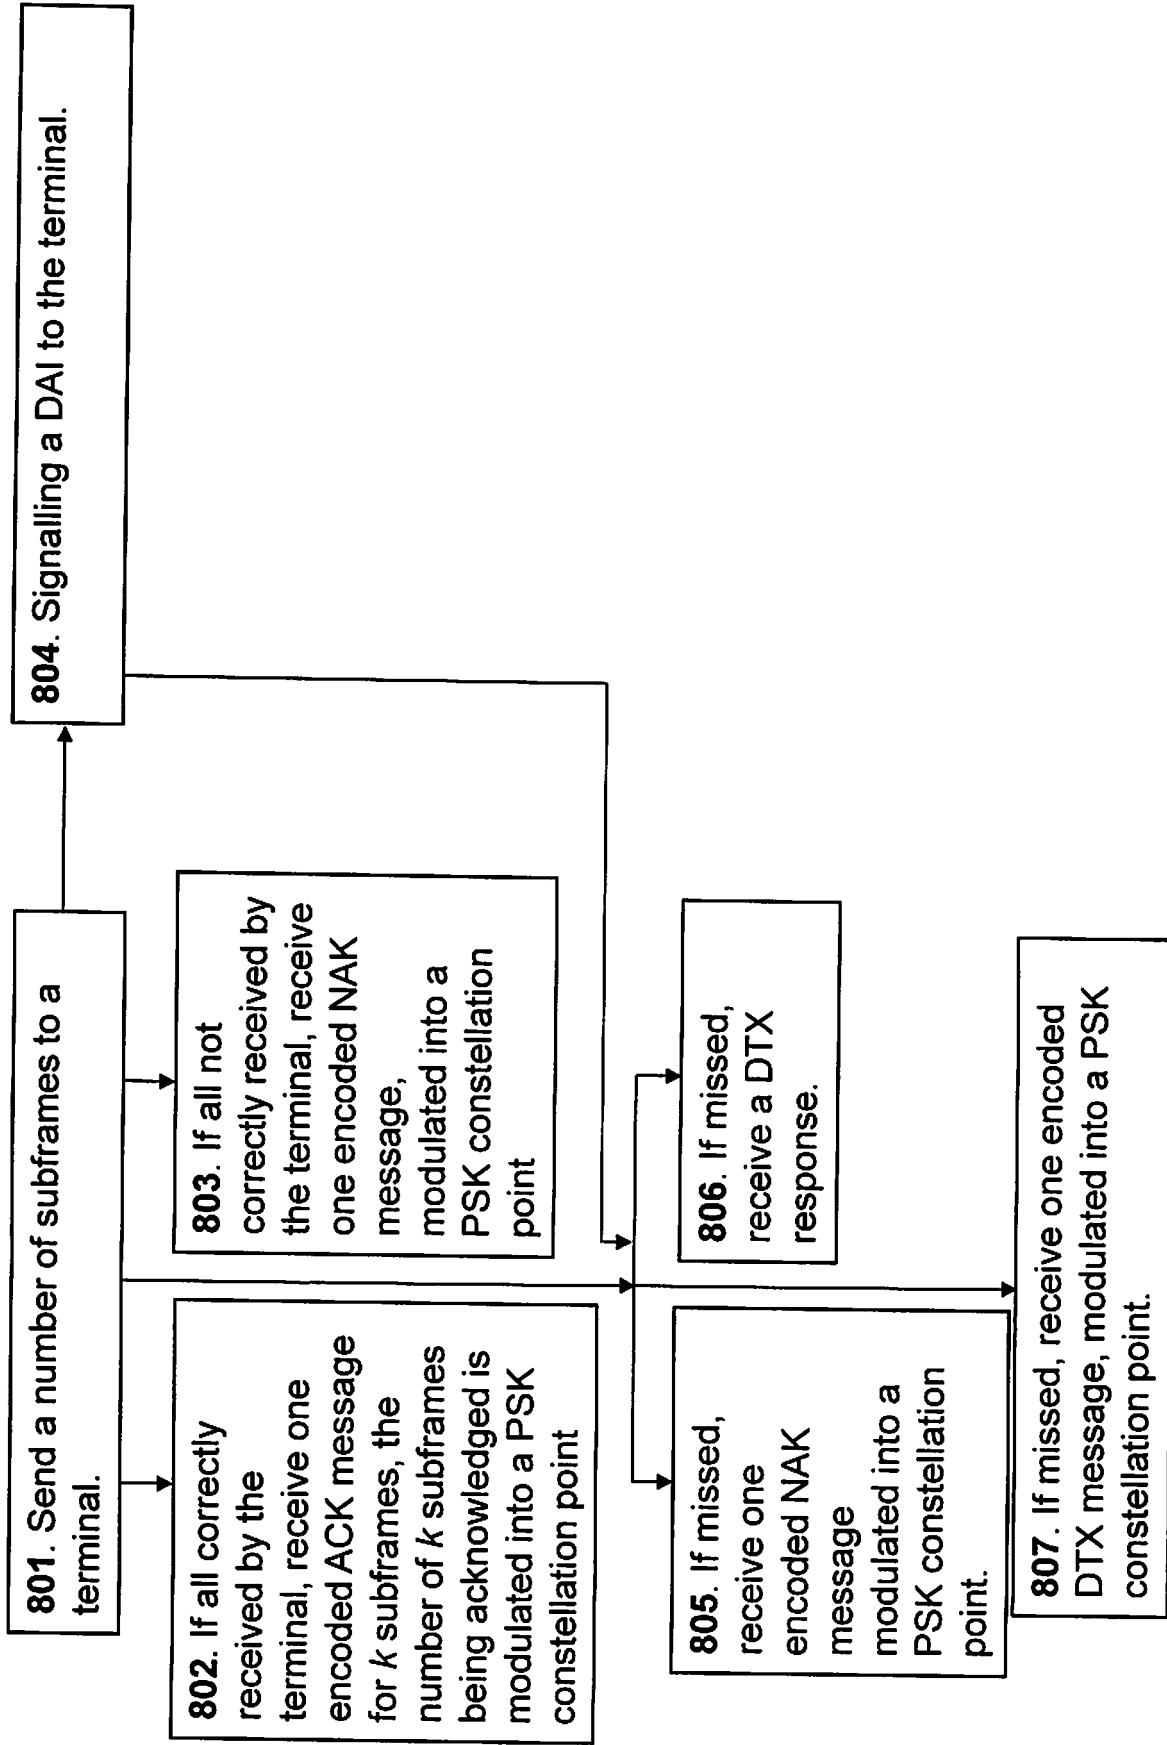 801. Send a number of subframes to a
terminal.
804. Signalling a DAI to the terminal.
802. If all correctly
received by the
terminal, receive one
encoded ACK message
for k subframes, the
number of k subframes
being acknowledged is
modulated into a PSK
constellation point
803. If all not
correctly received by
the terminal, receive
one encoded NAK
message,
modulated into a
PSK constellation
point
805. If missed,
receive one
encoded NAK
message
modulated into a
PSK constellation
point.
806. If missed,
receive a DTX
response.
807. If missed, receive one encoded
DTX message, modulated into a PSK
constellation point.